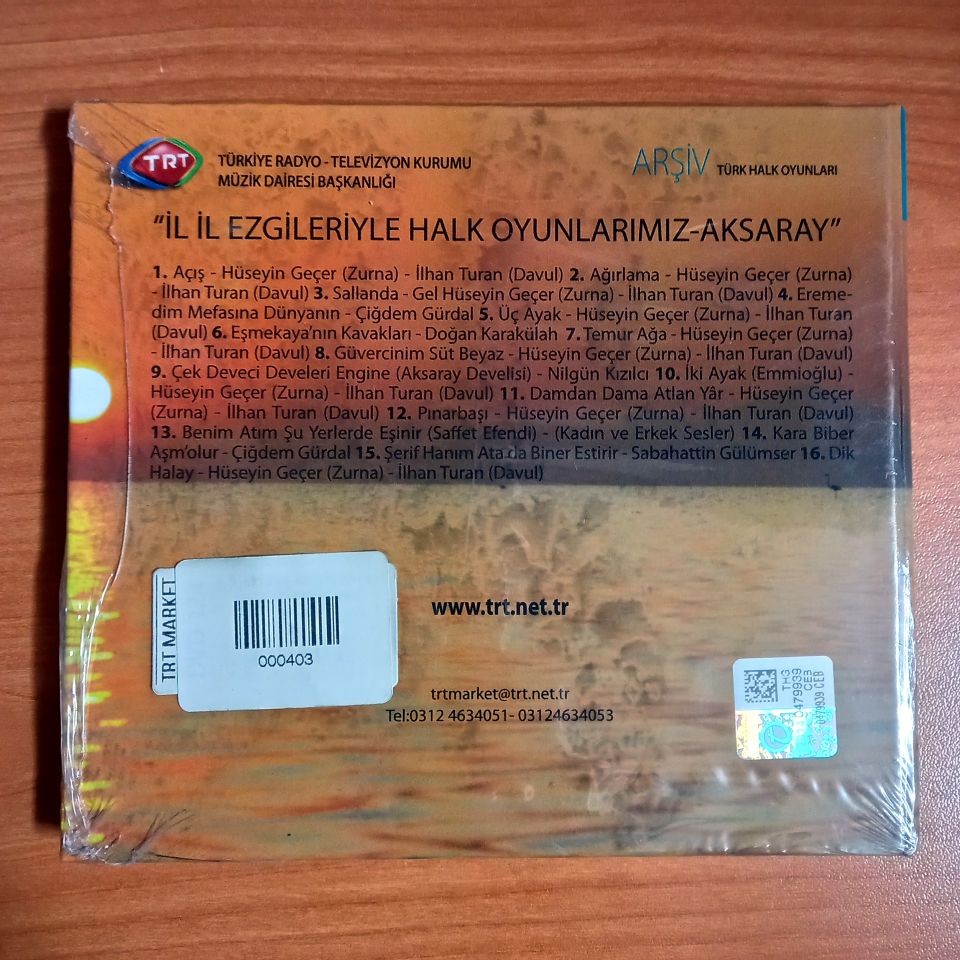 TRT
TÜRKİYE RADYO - TELEVİZYON KURUMU
MÜZİK DAİRESİ BAŞKANLIĞI
ARŞİV TÜRK HALK OYUNLARI
"İL İL EZGİLERİYLE HALK OYUNLARIMIZ-AKSARAY"
1. Açış - Hüseyin Geçer (Zurna) - İlhan Turan (Davul) 2. Ağırlama - Hüseyin Geçer (Zurna)
- İlhan Turan (Davul) 3. Sallanda - Gel Hüseyin Geçer (Zurna) - İlhan Turan (Davul) 4. Ereme-
dim Mefasına Dünyanın - Çiğdem Gürdal 5. Üç Ayak - Hüseyin Geçer (Zurna) - İlhan Turan
(Davul) 6. Eşmekaya'nın Kavakları - Doğan Karakülah 7. Temur Ağa - Hüseyin Geçer (Zurna)
- İlhan Turan (Davul) 8. Güvercinim Süt Beyaz - Hüseyin Geçer (Zurna) - İlhan Turan (Davul)
9. Çek Deveci Develeri Engine (Aksaray Develisi) - Nilgün Kızılcı 10. İki Ayak (Emmioğlu) -
Hüseyin Geçer (Zurna) - İlhan Turan (Davul) 11. Damdan Dama Atlan Yâr - Hüseyin Geçer
(Zurna) - İlhan Turan (Davul) 12. Pınarbaşı - Hüseyin Geçer (Zurna) - İlhan Turan (Davul)
13. Benim Atım Şu Yerlerde Eşinir (Saffet Efendi) - (Kadın ve Erkek Sesler) 14. Kara Biber
Aşm'olur - Çiğdem Gürdal 15. Şerif Hanım Ata da Biner Estirir - Sabahattin Gülümser 16. Dik
Halay - Hüseyin Geçer (Zurna) - İlhan Turan (Davul)
TRT MARKET
000403
www.trt.net.tr
trtmarket@trt.net.tr
Tel:0312 4634051- 03124634053
TH3
CE3